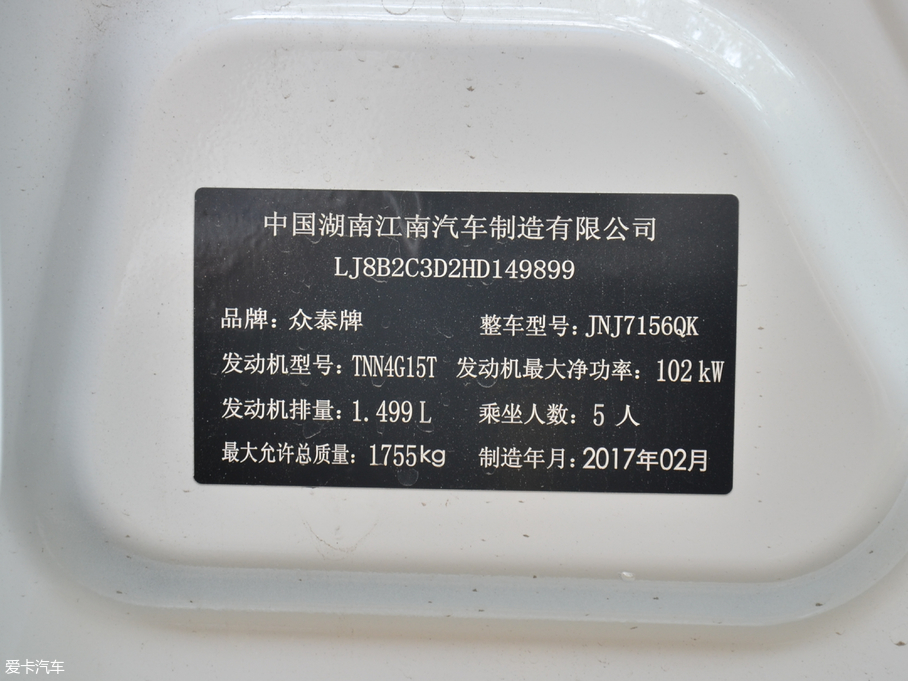 中国湖南江南汽车制造有限公司
LJ8B2C3D2HD149899
品牌：众泰牌 整车型号：JNJ7156QK
发动机型号：TNN4G15T 发动机最大净功率：102 kW
发动机排量：1.499 L 乘坐人数：5 人
最大允许总质量：1755kg 制造年月：2017年02月
爱卡汽车